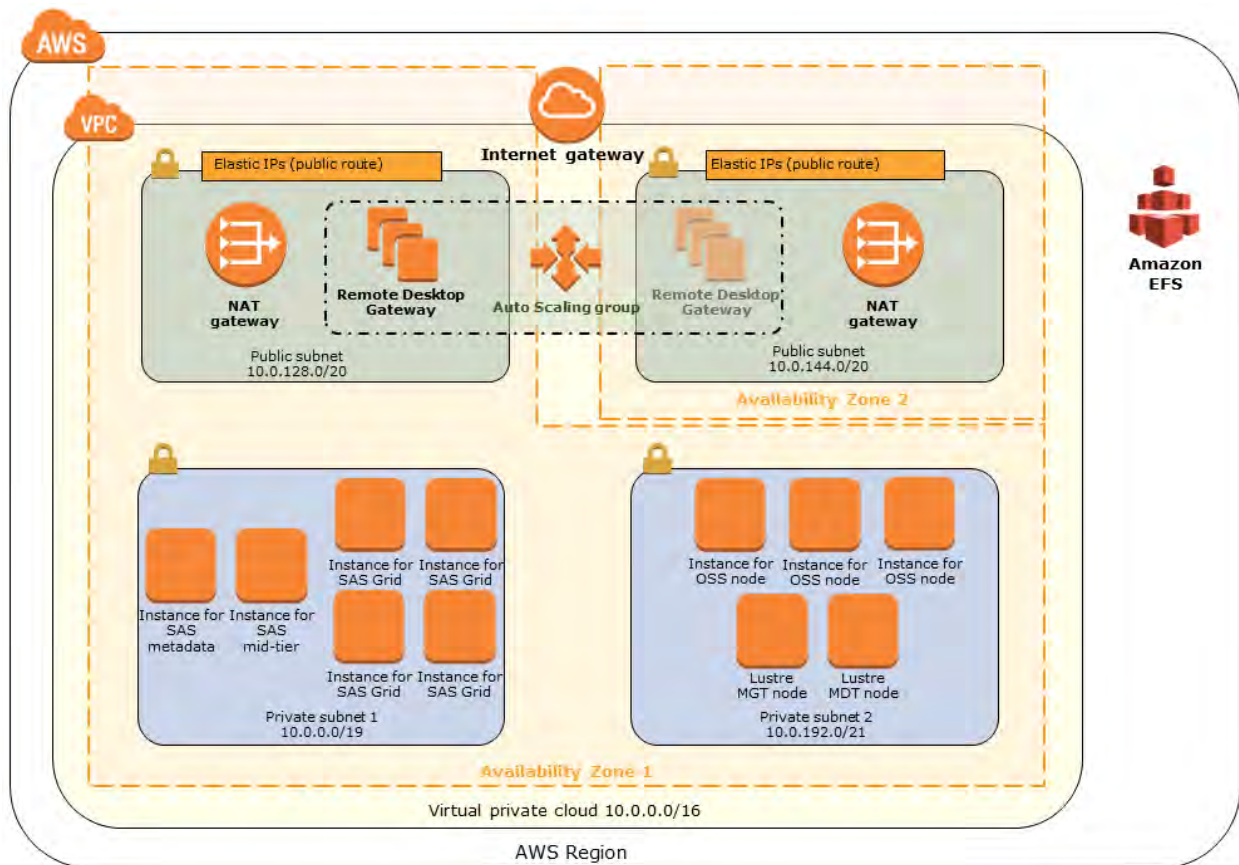 AWS
VPC
Internet gateway
Elastic IPs (public route)
Elastic IPs (public route)
NAT
gateway
Remote Desktop
Gateway
Auto Scaling group
Remote Desktop
Gateway
NAT
gateway
Public subnet
10.0.128.0/20
Public subnet
10.0.144.0/20
Amazon
EFS
Availability Zone 2
Instance for
SAS
metadata
Instance for
SAS
mid-tier
Instance for
SAS Grid
Instance for
SAS Grid
Instance for
SAS Grid
Instance for
SAS Grid
Private subnet 1
10.0.0.0/19
Instance for
OSS node
Instance for
OSS node
Instance for
OSS node
Lustre
MGT node
Lustre
MDT node
Private subnet 2
10.0.192.0/21
Availability Zone 1
Virtual private cloud 10.0.0.0/16
AWS Region